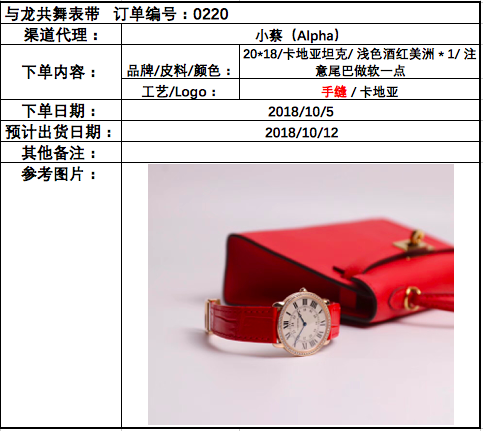 与龙共舞表带 订单编号：0220
渠道代理： 小蔡（Alpha）
下单内容： 品牌/皮料/颜色： 20*18/卡地亚坦克/ 浅色酒红美洲 * 1/ 注
意尾巴做软一点
工艺/Logo： 手缝 / 卡地亚
下单日期： 2018/10/5
预计出货日期： 2018/10/12
其他备注：
参考图片：